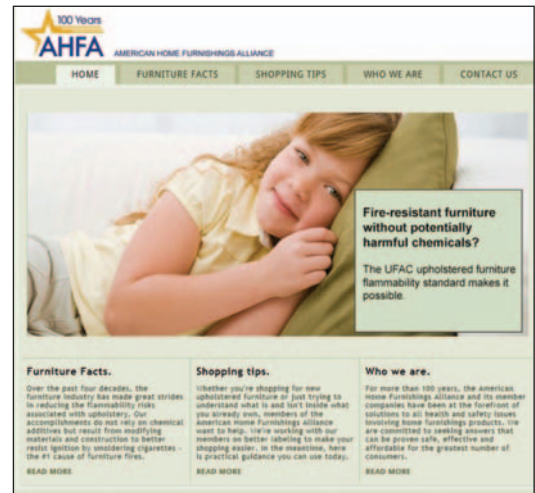 100 Years
AHFA AMERICAN HOME FURNISHINGS ALLIANCE
HOME FURNITURE FACTS SHOPPING TIPS WHO WE ARE CONTACT US
Fire-resistant furniture
without potentially
harmful chemicals?
The UFAC upholstered furniture
flammability standard makes it
possible.
Furniture Facts.
Over the past four decades, the
furniture industry has made great strides
in reducing the flammability risks
associated with upholstery. Our
accomplishments do not rely on chemical
additives but result from modifying
materials and construction to better
resist ignition by smoldering cigarettes -
the #1 cause of furniture fires.
READ MORE
Shopping tips.
Whether you're shopping for new
upholstered furniture or just trying to
understand what is and isn't inside what
you already own, members of the
American Home Furnishings Alliance
want to help. We're working with our
members on better labeling to make your
shopping easier. In the meantime, here
is practical guidance you can use today.
READ MORE
Who we are.
For more than 100 years, the American
Home Furnishings Alliance and its member
companies have been at the forefront of
solutions to all health and safety issues
involving home furnishings products. We
are committed to seeking answers that
can be proven safe, effective and
affordable for the greatest number of
consumers.
READ MORE